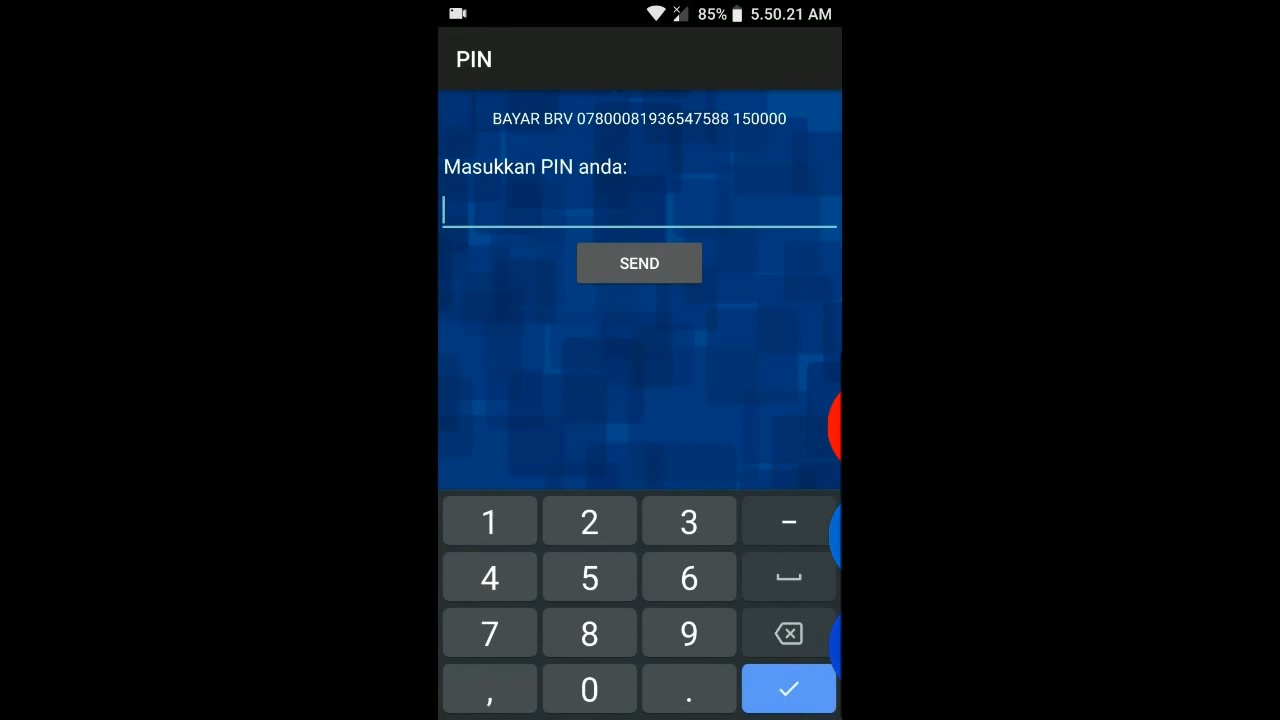 85% 5.50.21 AM
PIN
BAYAR BRV 07800081936547588 150000
Masukkan PIN anda:
SEND
1 2 3 -
4 5 6
7 8 9
, 0 .